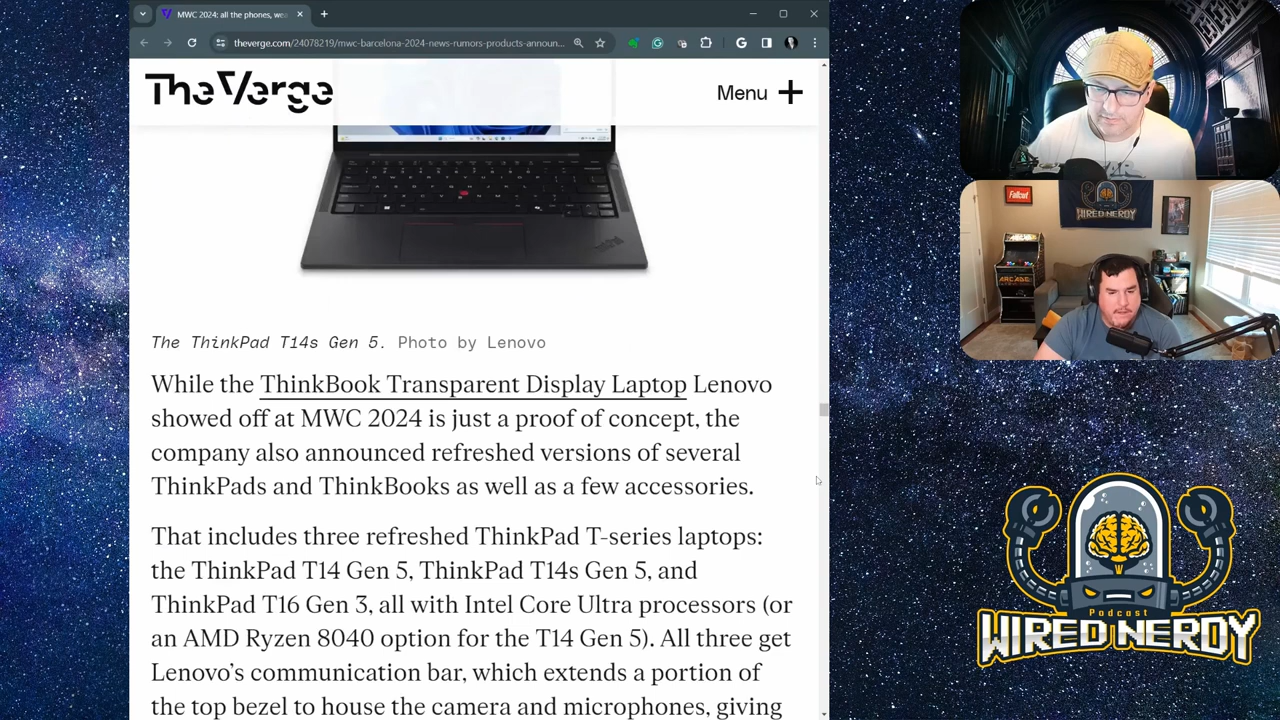 MWC 2024: all the phones, wea
theverge.com/24078219/mwc-barcelona-2024-news-rumors-products-announ...
The Verge
Menu
The ThinkPad T14s Gen 5. Photo by Lenovo
While the ThinkBook Transparent Display Laptop Lenovo
showed off at MWC 2024 is just a proof of concept, the
company also announced refreshed versions of several
ThinkPads and ThinkBooks as well as a few accessories.
That includes three refreshed ThinkPad T-series laptops:
the ThinkPad T14 Gen 5, ThinkPad T14s Gen 5, and
ThinkPad T16 Gen 3, all with Intel Core Ultra processors (or
an AMD Ryzen 8040 option for the T14 Gen 5). All three get
Lenovo’s communication bar, which extends a portion of
the top bezel to house the camera and microphones, giving
Fallout
WIRED NERDY
ARCADE
Podcast
WIRED NERDY